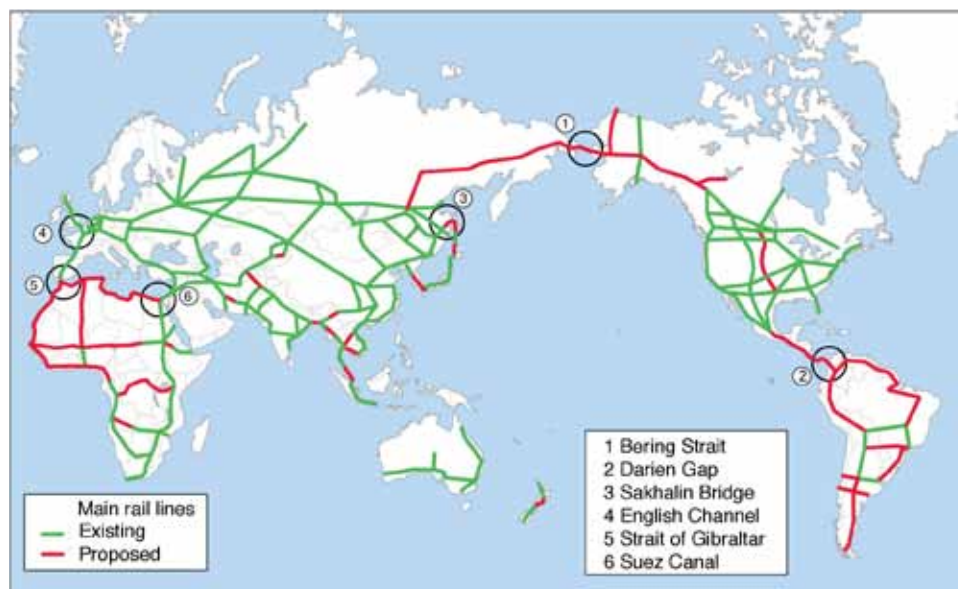 1
3
4
5
6
2
Main rail lines
Existing
Proposed
1 Bering Strait
2 Darien Gap
3 Sakhalin Bridge
4 English Channel
5 Strait of Gibraltar
6 Suez Canal